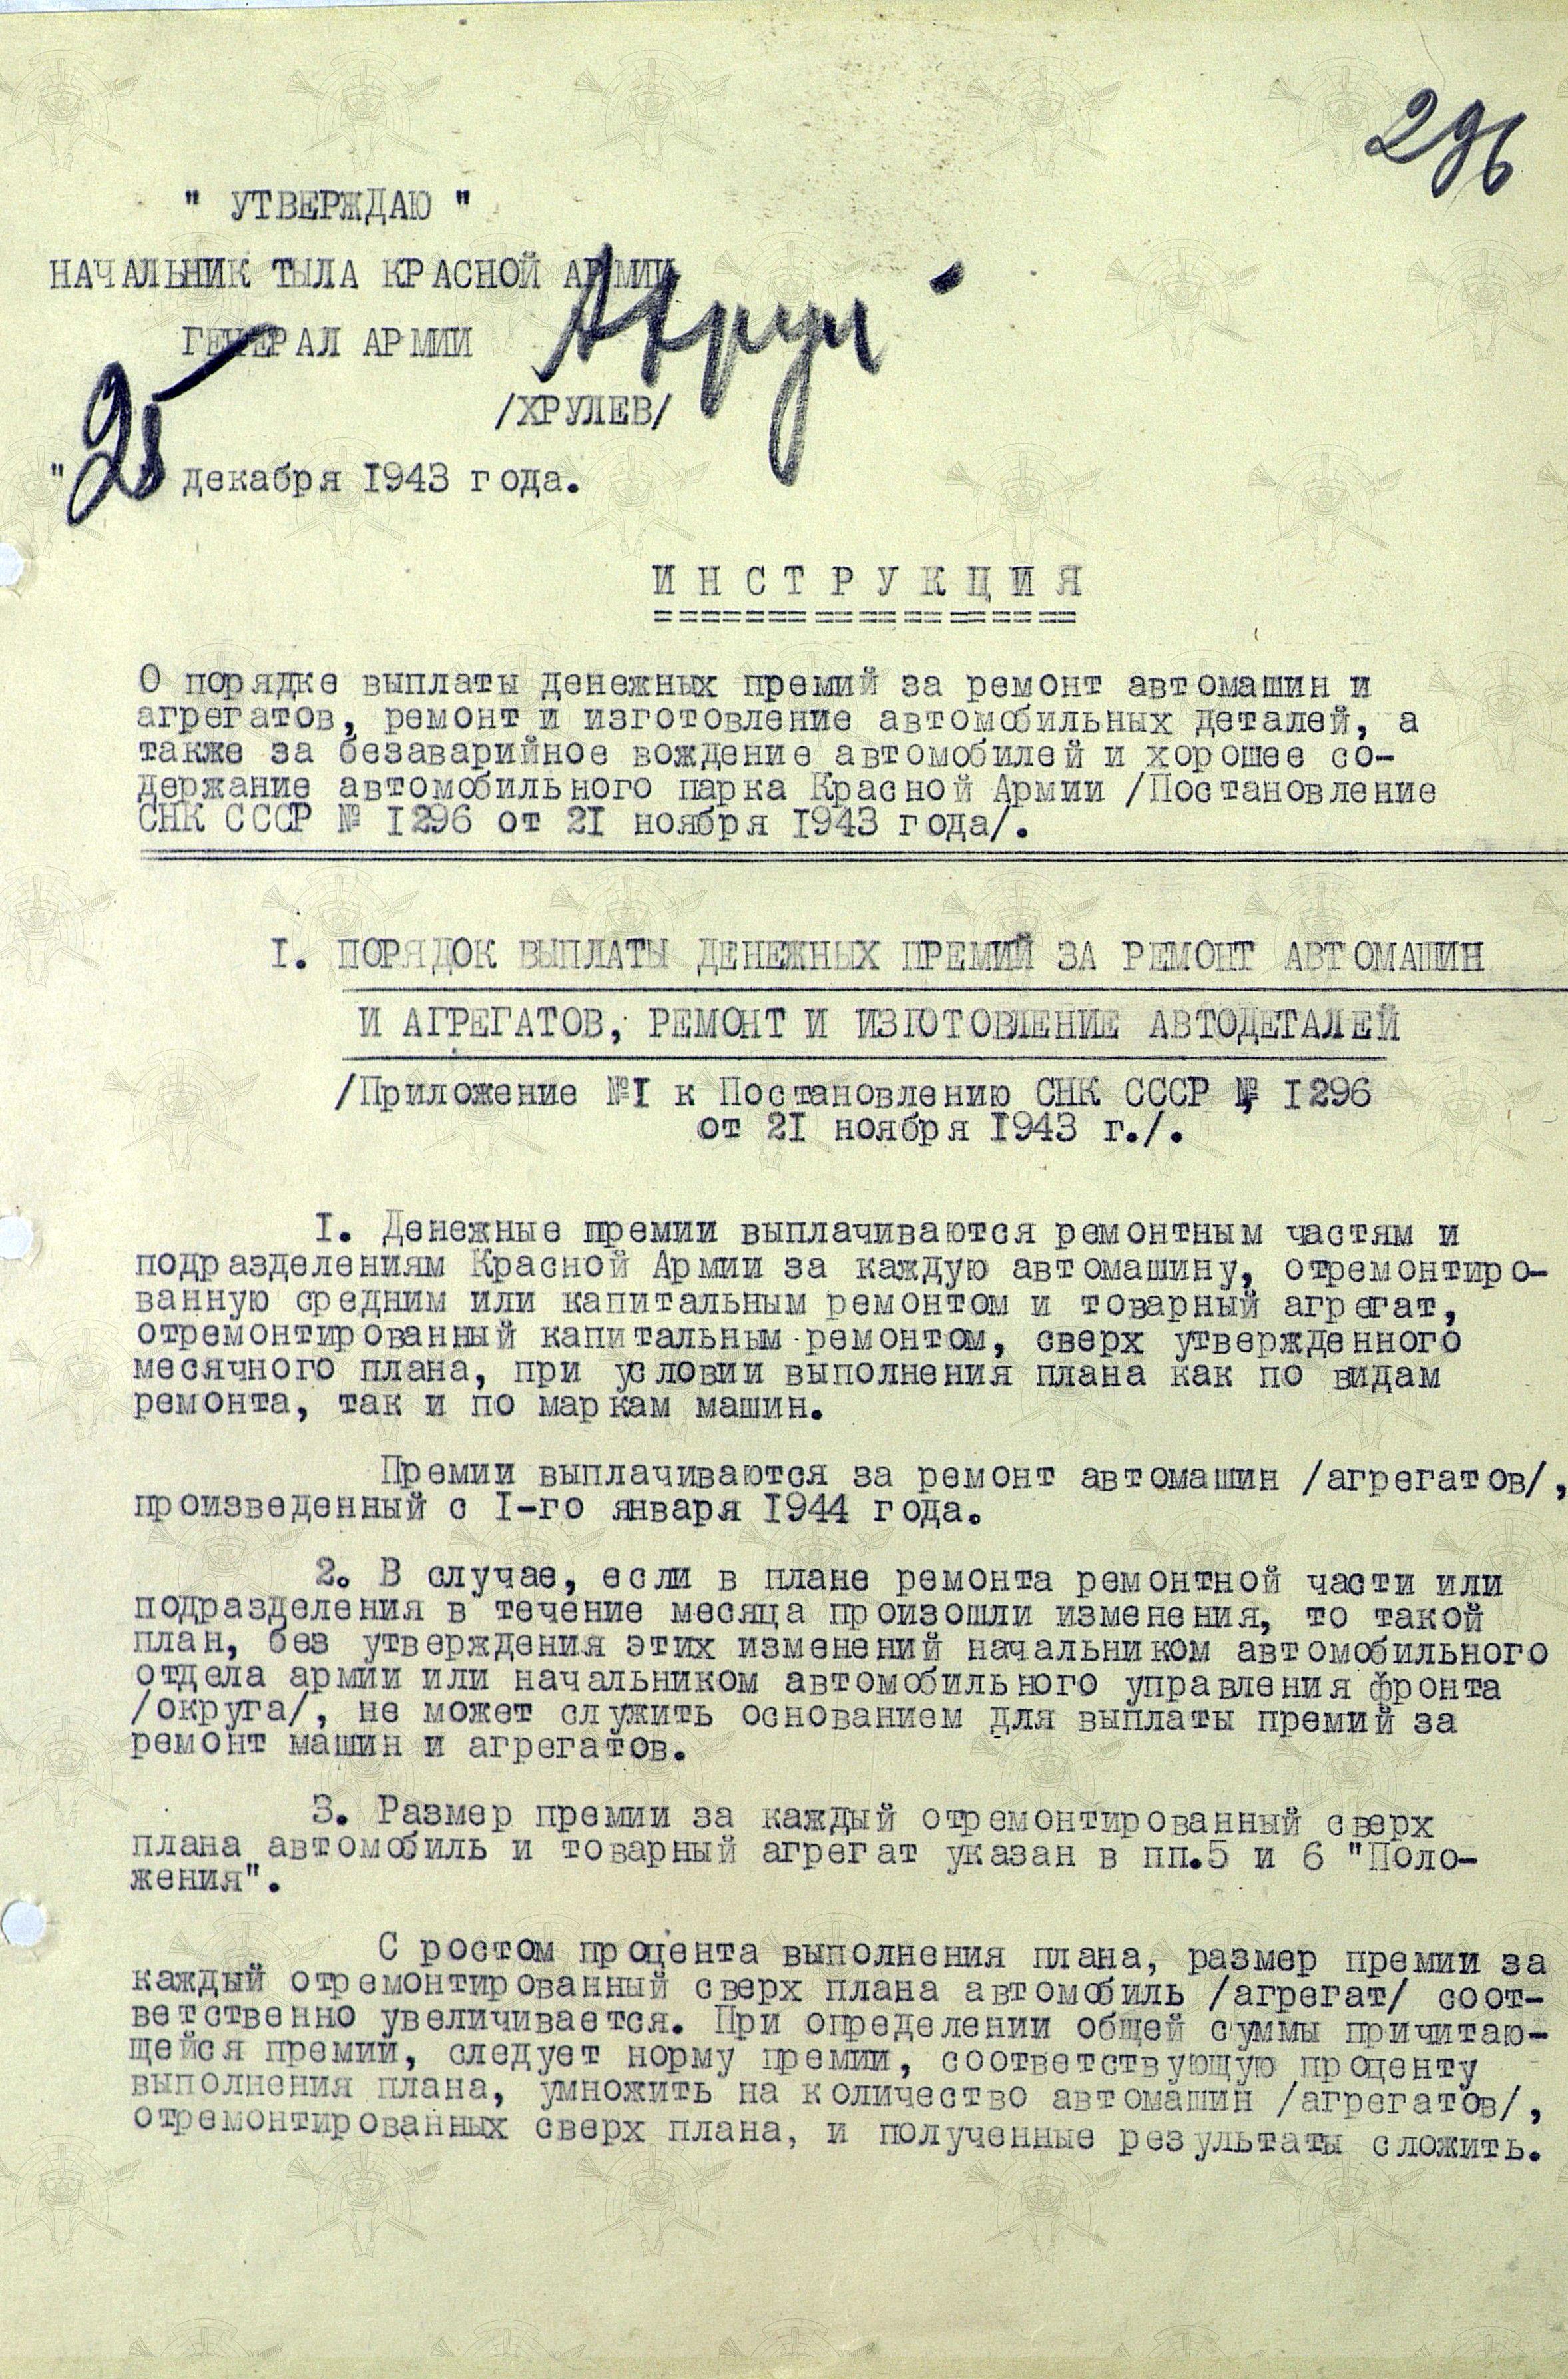 296
" УТВЕРЖДАЮ "
НАЧАЛЬНИК ТЫЛА КРАСНОЙ АРМИИ
ГЕНЕРАЛ АРМИИ
/ХРУЛЕВ/
" 25 декабря 1943 года.
ИНСТРУКЦИЯ
О порядке выплаты денежных премий за ремонт автомашин и
агрегатов, ремонт и изготовление автомобильных деталей, а
также за безаварийное вождение автомобилей и хорошее со-
держание автомобильного парка Красной Армии /Постановление
СНК СССР № 1296 от 21 ноября 1943 года/.
I. ПОРЯДОК ВЫПЛАТЫ ДЕНЕЖНЫХ ПРЕМИЙ ЗА РЕМОНТ АВТОМАШИН
И АГРЕГАТОВ, РЕМОНТ И ИЗГОТОВЛЕНИЕ АВТОДЕТАЛЕЙ
/Приложение №I к Постановлению СНК СССР № 1296
от 21 ноября 1943 г./.
I. Денежные премии выплачиваются ремонтным частям и
подразделениям Красной Армии за каждую автомашину, отремонтиро-
ванную средним или капитальным ремонтом и товарный агрегат,
отремонтированный капитальным ремонтом, сверх утвержденного
месячного плана, при условии выполнения плана как по видам
ремонта, так и по маркам машин.
Премии выплачиваются за ремонт автомашин /агрегатов/,
произведенный с I-го января 1944 года.
2. В случае, если в плане ремонта ремонтной части или
подразделения в течение месяца произошли изменения, то такой
план, без утверждения этих изменений начальником автомобильного
отдела армии или начальником автомобильного управления фронта
/округа/, не может служить основанием для выплаты премий за
ремонт машин и агрегатов.
3. Размер премии за каждый отремонтированный сверх
плана автомобиль и товарный агрегат указан в пп.5 и 6 "Поло-
жения".
С ростом процента выполнения плана, размер премии за
каждый отремонтированный сверх плана автомобиль /агрегат/ соот-
ветственно увеличивается. При определении общей суммы причитаю-
щейся премии, следует норму премии, соответствующую проценту
выполнения плана, умножить на количество автомашин /агрегатов/,
отремонтированных сверх плана, и полученные результаты сложить.